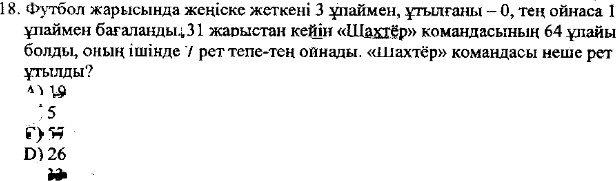 18. Футбол жарысында жеңіске жеткені 3 ұпаймен, ұтылғаны – 0, тең ойнаса 1
ұпаймен бағаланды. 31 жарыстан кейін «Шахтёр» командасының 64 ұпайы
болды, оның ішінде 7 рет тепе-тең ойнады. «Шахтёр» командасы неше рет
ұтылды?
A) 19
5
D) 26